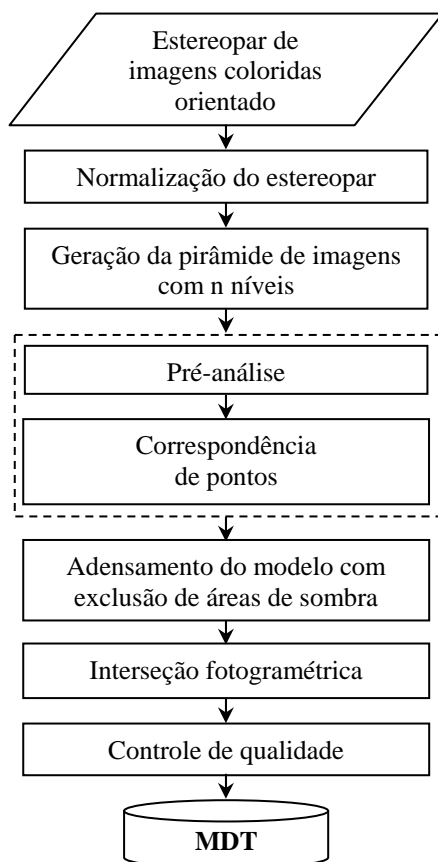 Estereopar de
imagens coloridas
orientado
Normalização do estereopar
Geração da pirâmide de imagens
com n níveis
Pré-análise
Correspondência
de pontos
Adensamento do modelo com
exclusão de áreas de sombra
Interseção fotogramétrica
Controle de qualidade
MDT